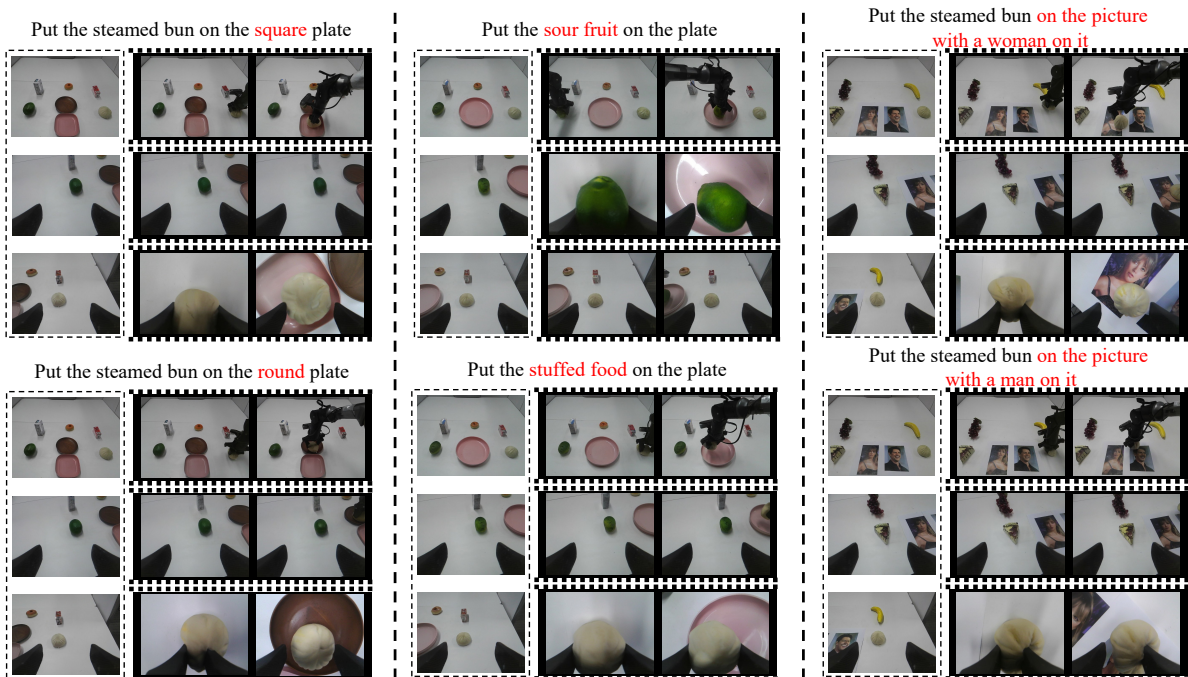 Put the steamed bun on the square plate
Put the sour fruit on the plate
Put the steamed bun on the picture
with a woman on it
Put the steamed bun on the round plate
Put the stuffed food on the plate
Put the steamed bun on the picture
with a man on it